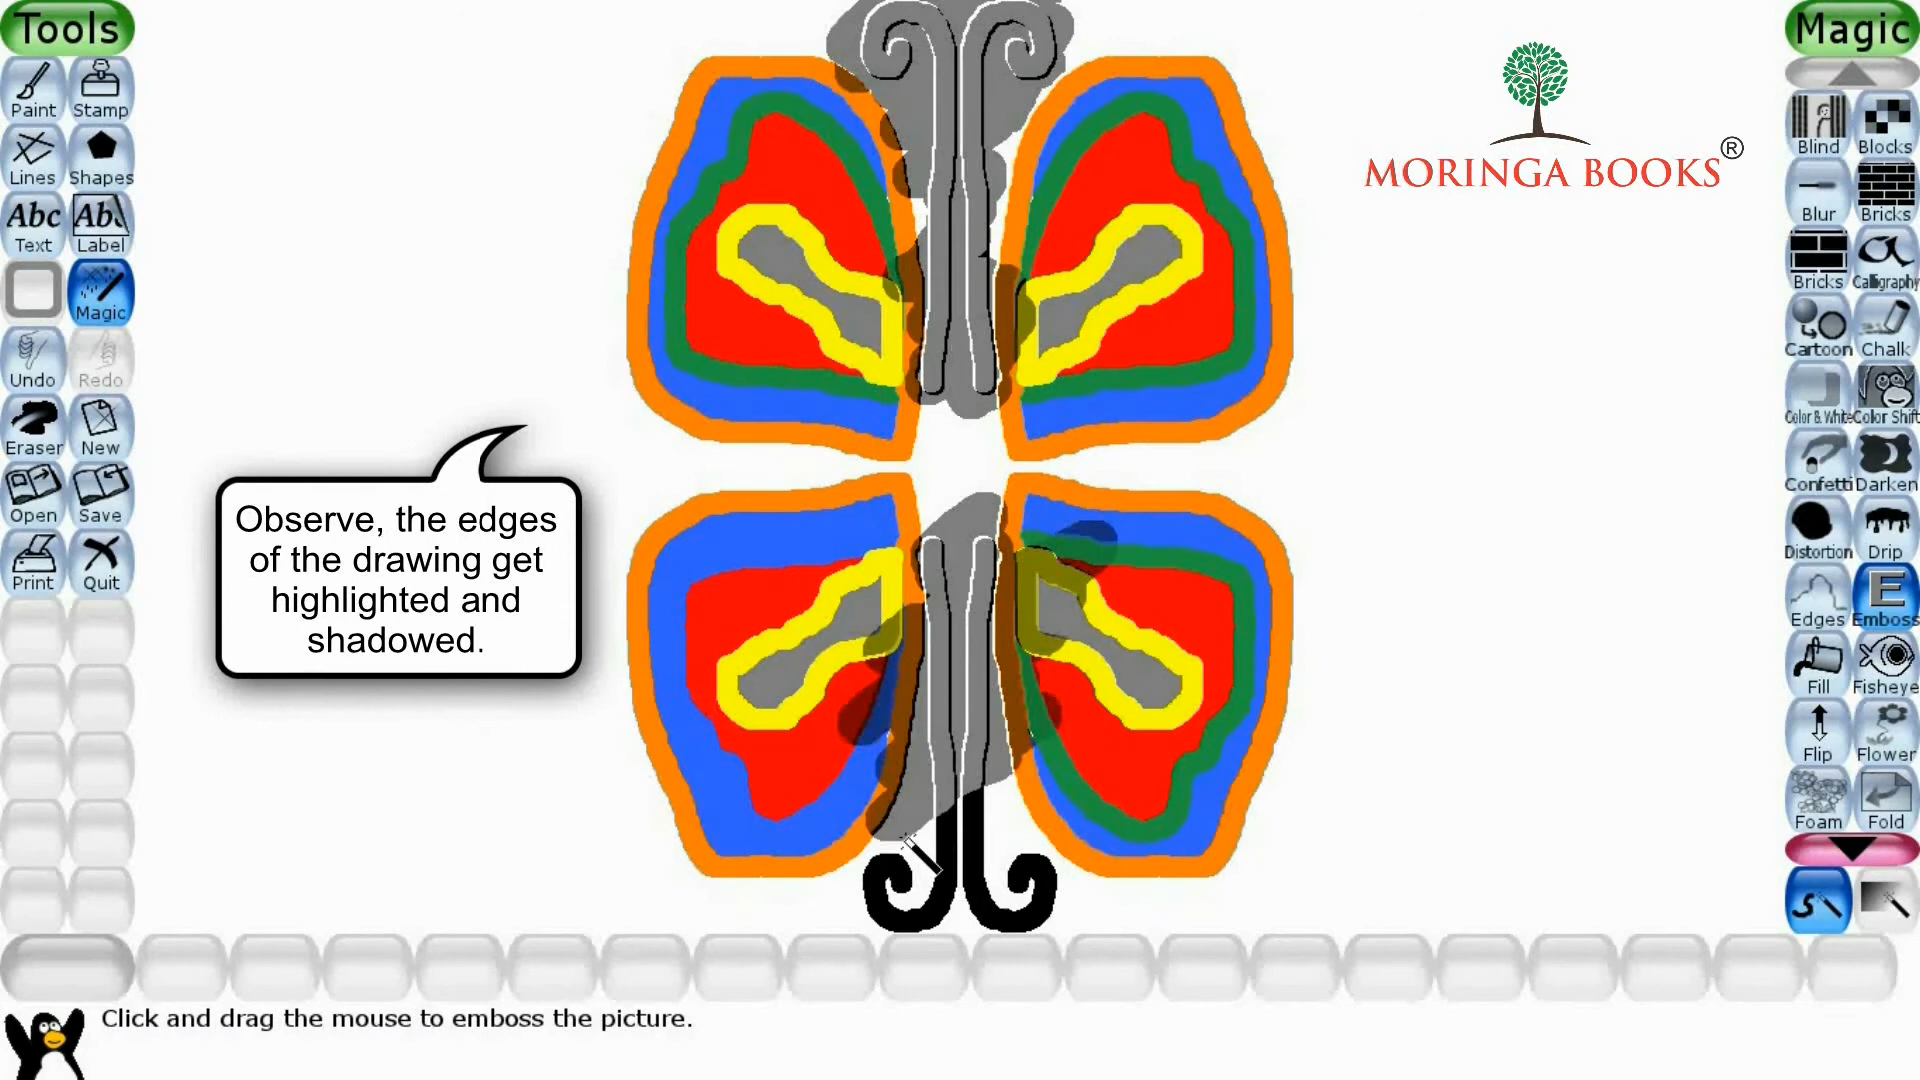 Tools
Paint Stamp
Lines Shapes
Abc Abc
Text Label
Magic
Undo Redo
Eraser New
Open Save
Print Quit
MORINGA BOOKS®
Observe, the edges
of the drawing get
highlighted and
shadowed.
Magic
Blind Blocks
Blur Bricks
Bricks Calligraphy
Cartoon Chalk
Color & White Color Shift
Confetti Darken
Distortion Drip
E
Edges Emboss
Fill Fisheye
Flip Flower
Foam Fold
Click and drag the mouse to emboss the picture.